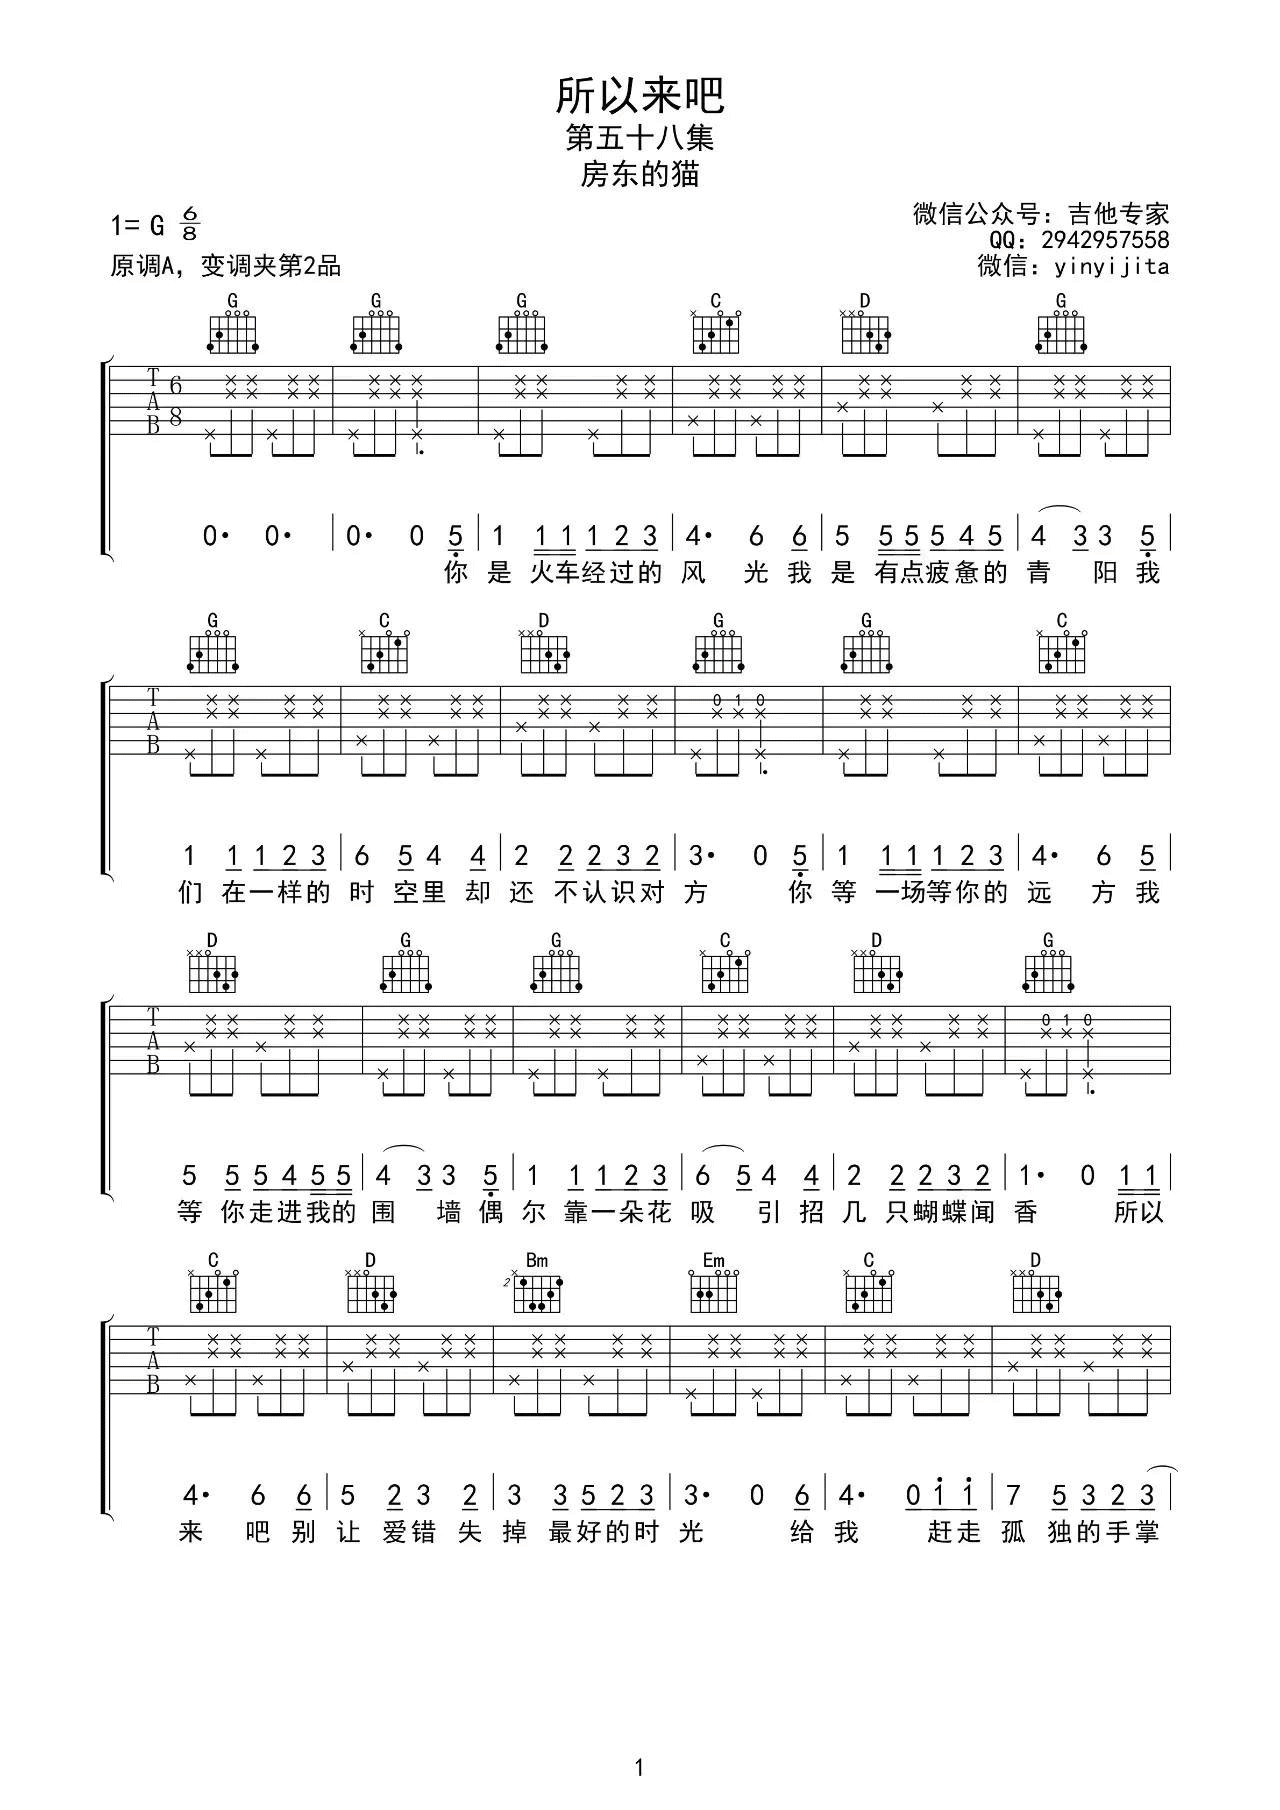 所以来吧
第五十八集
房东的猫
1= G 6/8
微信公众号：吉他专家
QQ：2942957558
原调A，变调夹第2品
微信：yinyijita
G G G C D G
T A B 6 8
0· 0· | 0· 0 5 | 1 1 1 1 2 3 | 4· 6 6 | 5 5 5 5 4 5 | 4 3 3 5
你是火车经过的风光我是有点疲惫的青阳我
G C D G G C
T A B 0 1 0
1 1 1 2 3 | 6 5 4 4 | 2 2 2 3 2 | 3· 0 5 | 1 1 1 1 2 3 | 4· 6 5
们在一样的时空里却还不认识对方你等一场等你的远方我
D G G C D G
T A B 0 1 0
5 5 5 4 5 5 | 4 3 3 5 | 1 1 1 2 3 | 6 5 4 4 | 2 2 2 3 2 | 1· 0 1 1
等你走进我的围墙偶尔靠一朵花吸引招几只蝴蝶闻香所以
C D Bm Em C D
2
T A B
4· 6 6 | 5 2 3 2 | 3 3 5 2 3 | 3· 0 6 | 4· 0 1 1 | 7 5 3 2 3
来吧别让爱错失掉最好的时光给我赶走孤独的手掌
1